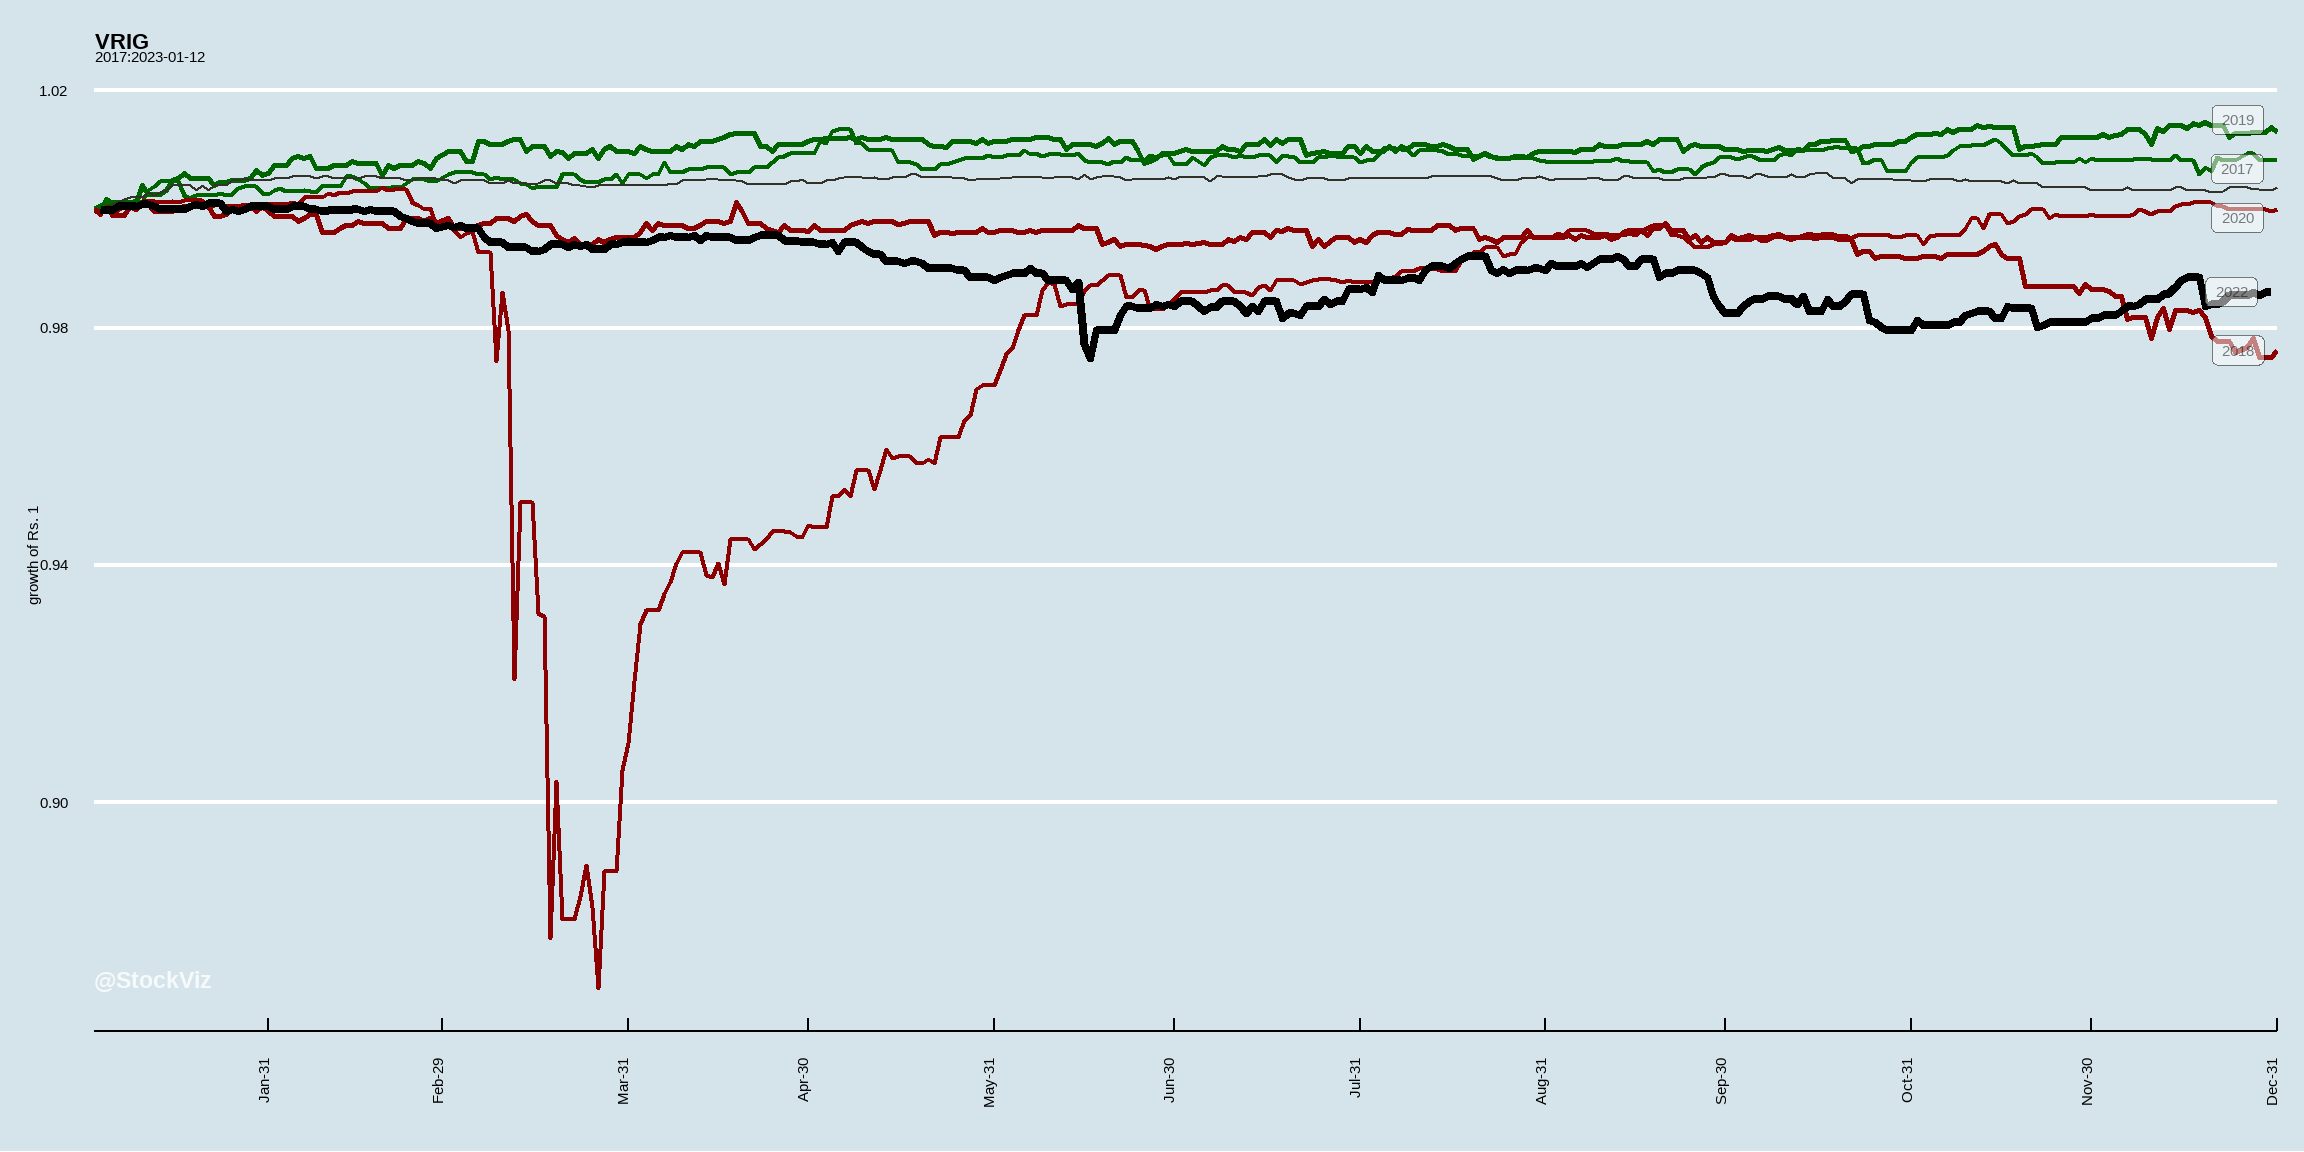 VRIG
2017:2023-01-12
1.02
0.98
0.94
0.90
growth of Rs. 1
2019
2017
2020
2022
2018
@StockViz
Jan-31
Feb-29
Mar-31
Apr-30
May-31
Jun-30
Jul-31
Aug-31
Sep-30
Oct-31
Nov-30
Dec-31